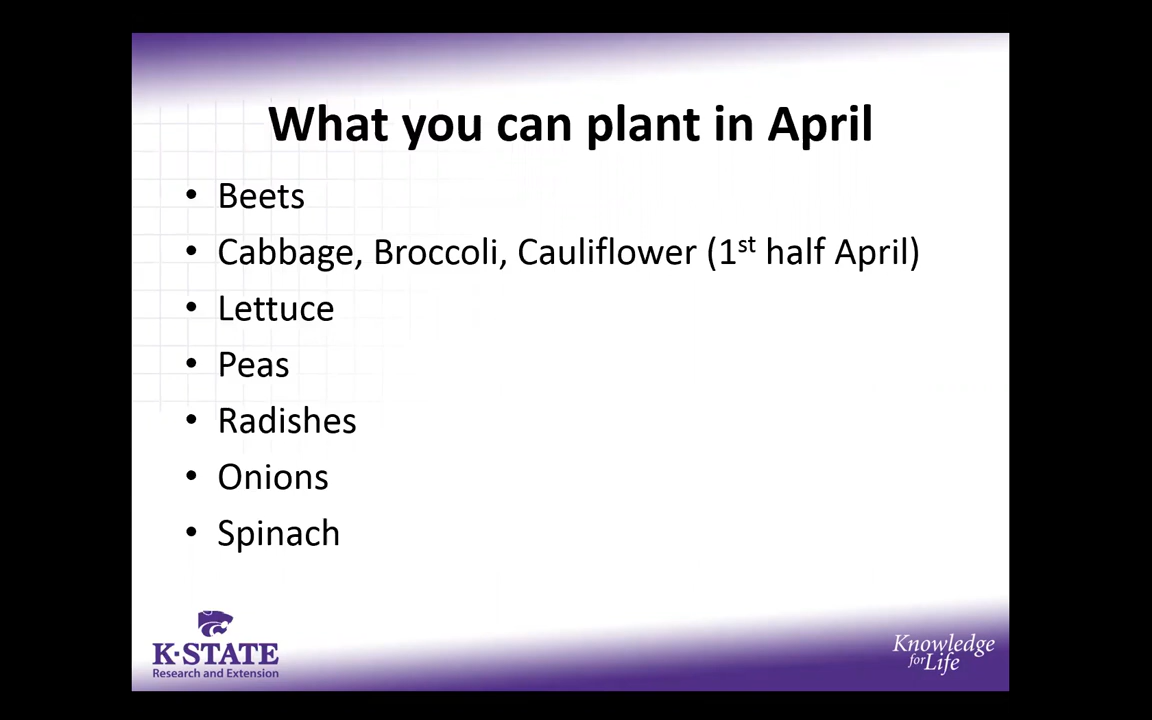 What you can plant in April
• Beets
• Cabbage, Broccoli, Cauliflower (1st half April)
• Lettuce
• Peas
• Radishes
• Onions
• Spinach
K-STATE
Research and Extension
Knowledge
for Life